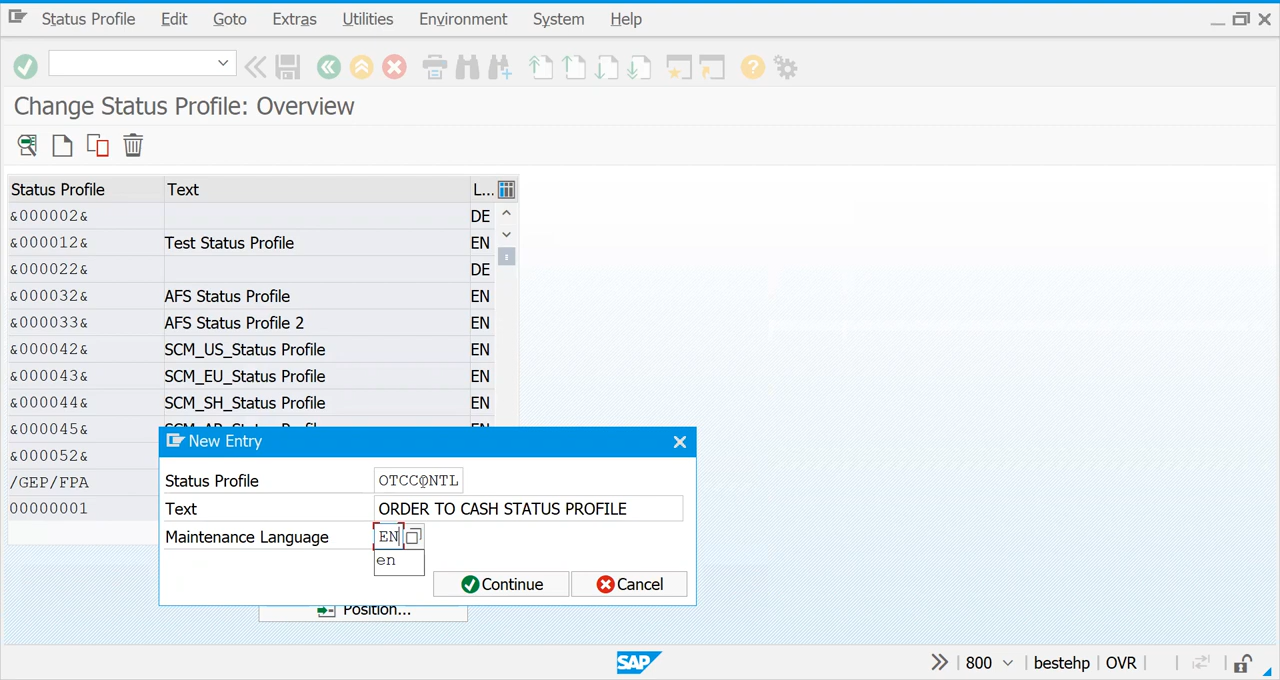 Status Profile Edit Goto Extras Utilities Environment System Help
Change Status Profile: Overview
Status Profile Text L...
&000002& DE
&000012& Test Status Profile EN
&000022& DE
&000032& AFS Status Profile EN
&000033& AFS Status Profile 2 EN
&000042& SCM_US_Status Profile EN
&000043& SCM_EU_Status Profile EN
&000044& SCM_SH_Status Profile EN
&000045&
&000052&
/GEP/FPA
00000001
New Entry
Status Profile OTCCONTL
Text ORDER TO CASH STATUS PROFILE
Maintenance Language EN
en
Continue Cancel
Position...
SAP 800 bestehp OVR